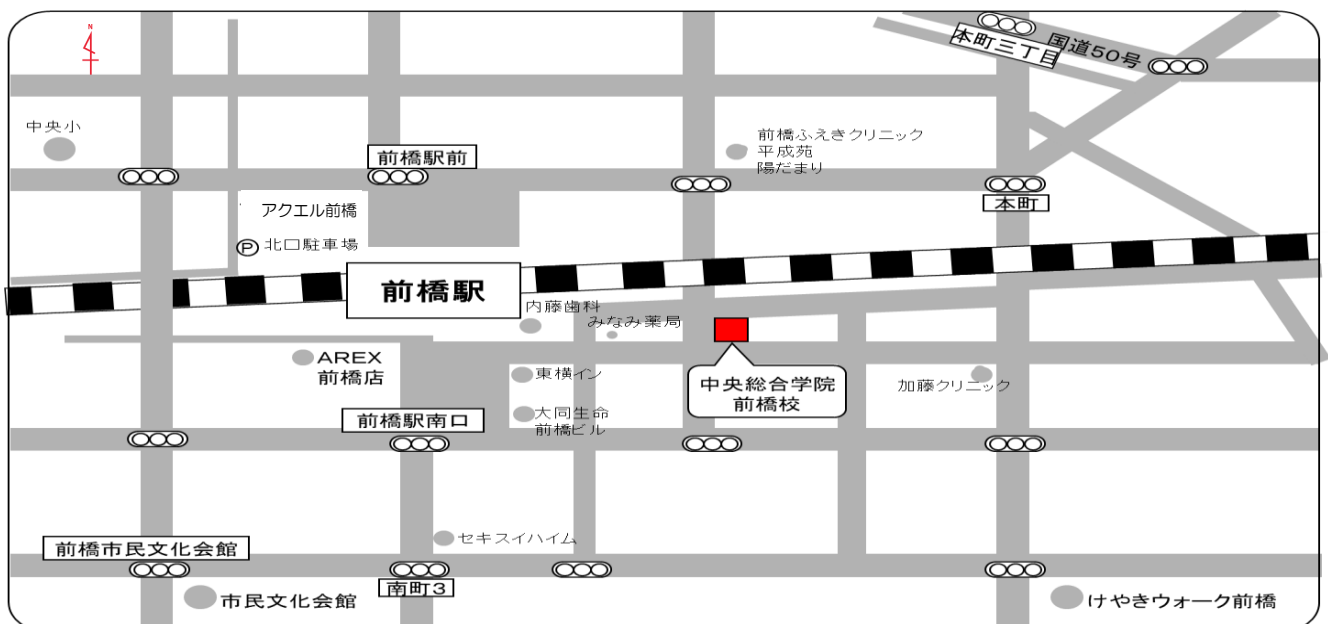 N
本町三丁目
国道50号
中央小
前橋駅前
前橋ふえきクリニック
平成苑
陽だまり
本町
アクエル前橋
P 北口駐車場
前橋駅
内藤歯科
みなみ薬局
AREX
前橋店
東横イン
中央総合学院
前橋校
加藤クリニック
前橋駅南口
大同生命
前橋ビル
セキスイハイム
前橋市民文化会館
南町3
市民文化会館
けやきウォーク前橋